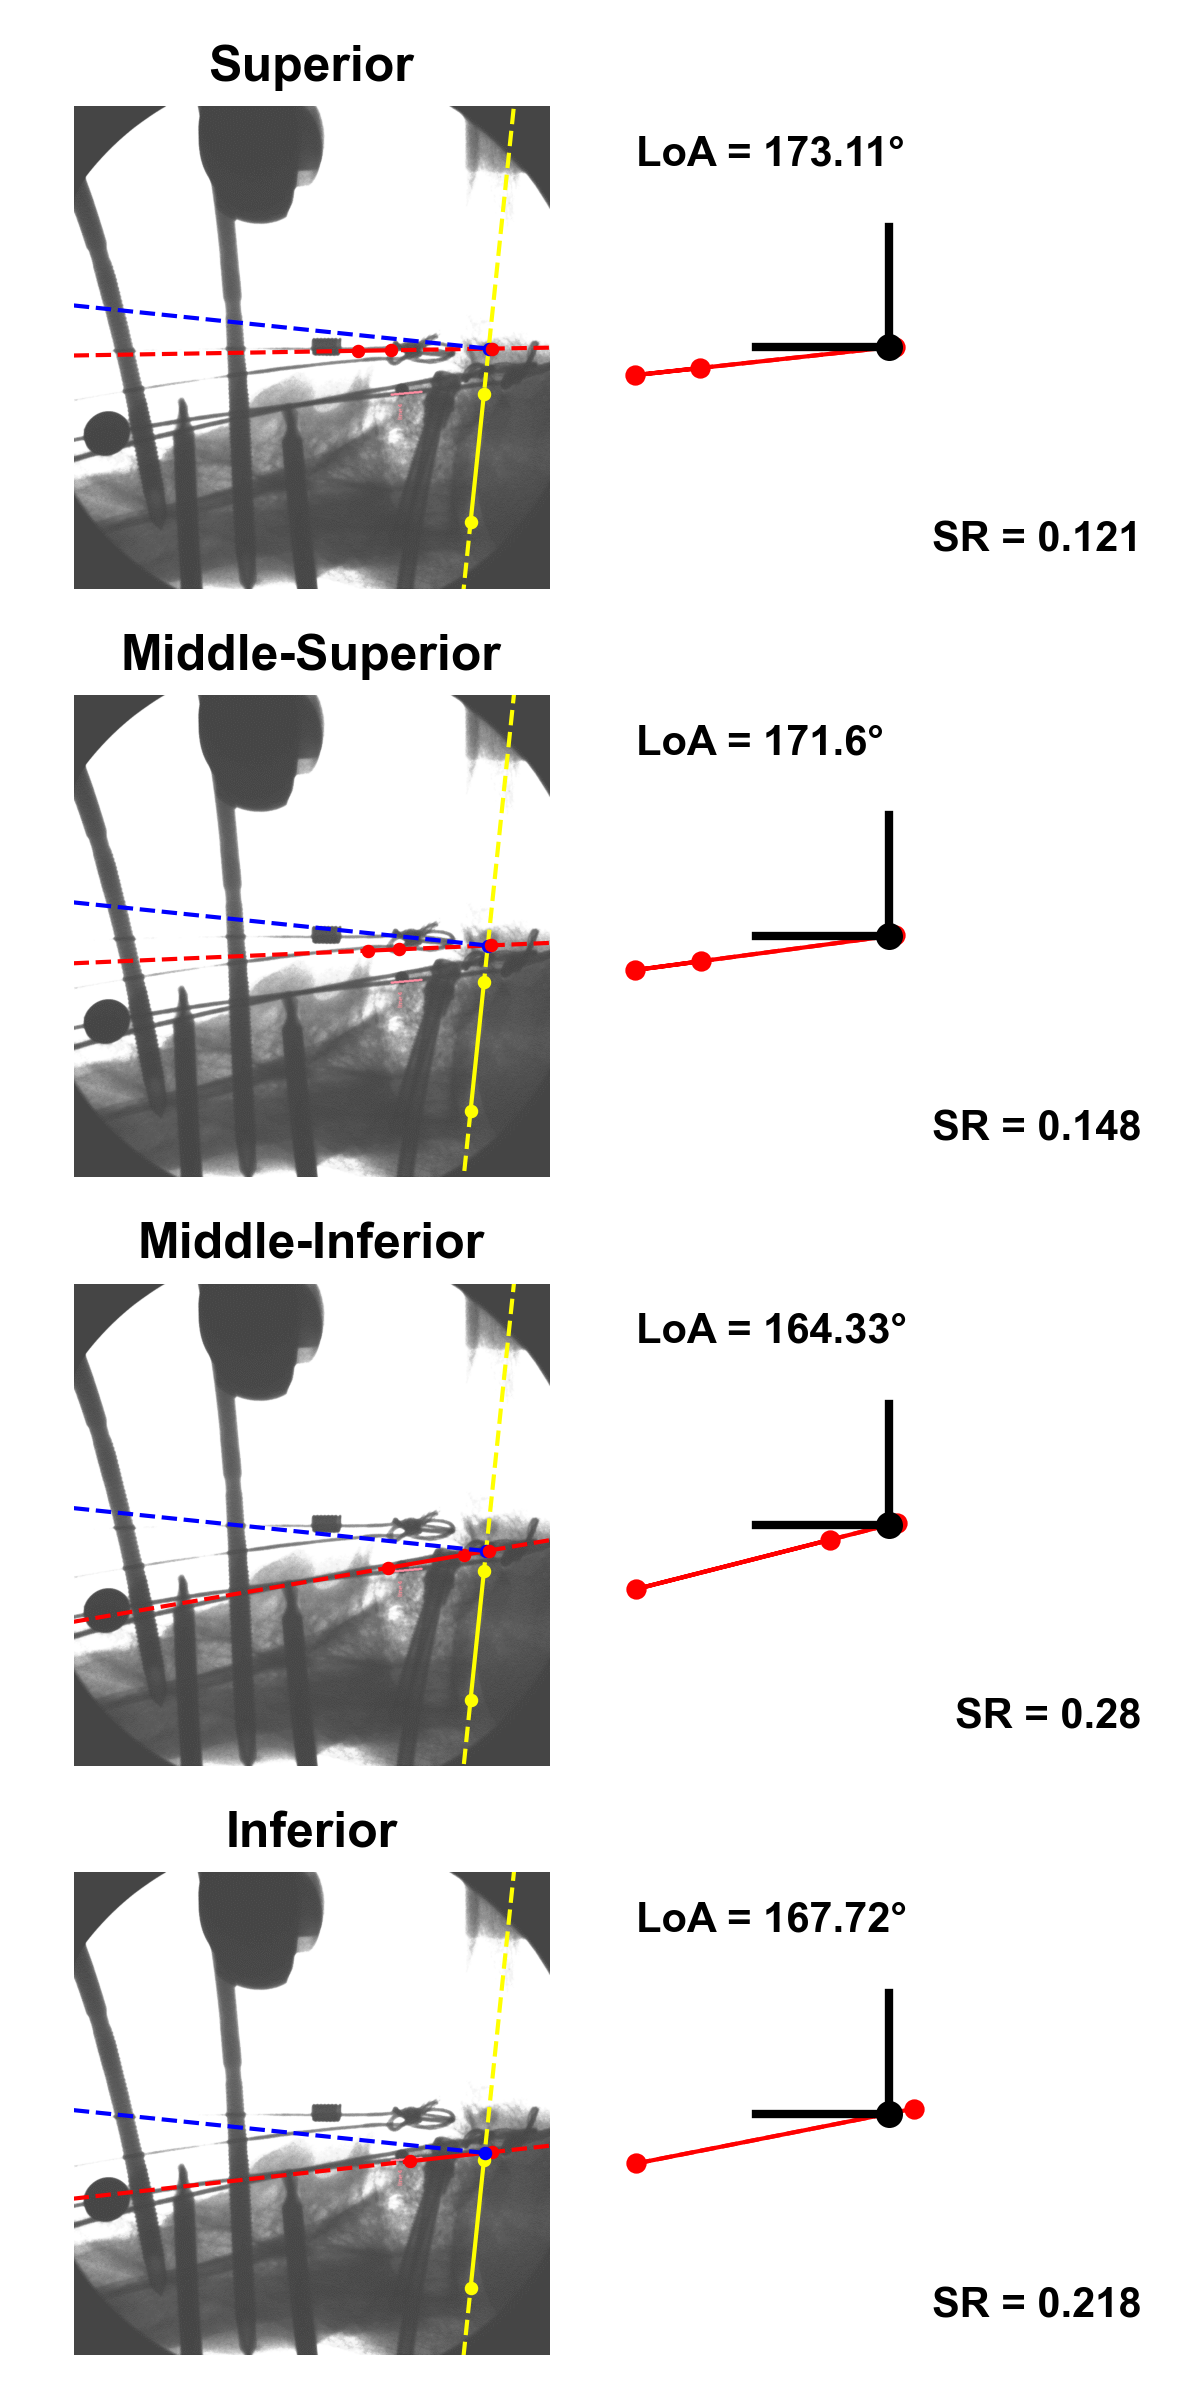 Superior
LoA = 173.11°
SR = 0.121
Middle-Superior
LoA = 171.6°
SR = 0.148
Middle-Inferior
LoA = 164.33°
SR = 0.28
Inferior
LoA = 167.72°
SR = 0.218